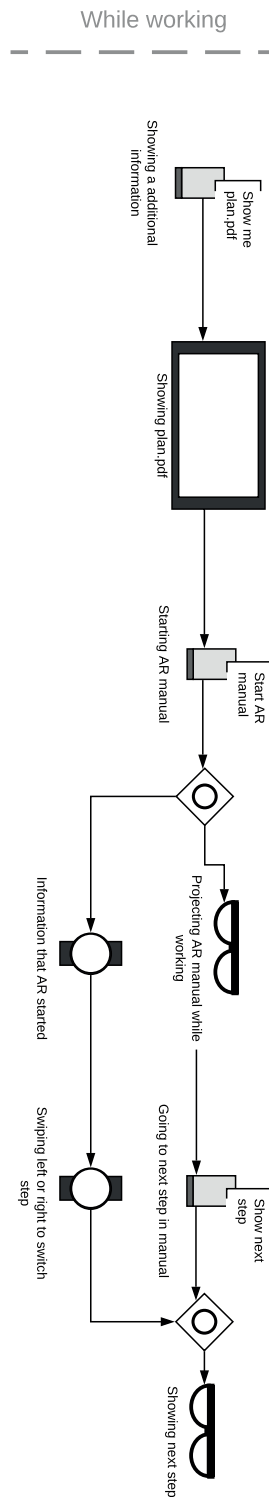 While working
Show me
plan.pdf
Showing a additional
information
Showing plan.pdf
Start AR
manual
Starting AR manual
Projecting AR manual while
working
Information that AR started
Show next
step
Going to next step in manual
Swiping left or right to switch
step
Showing next step